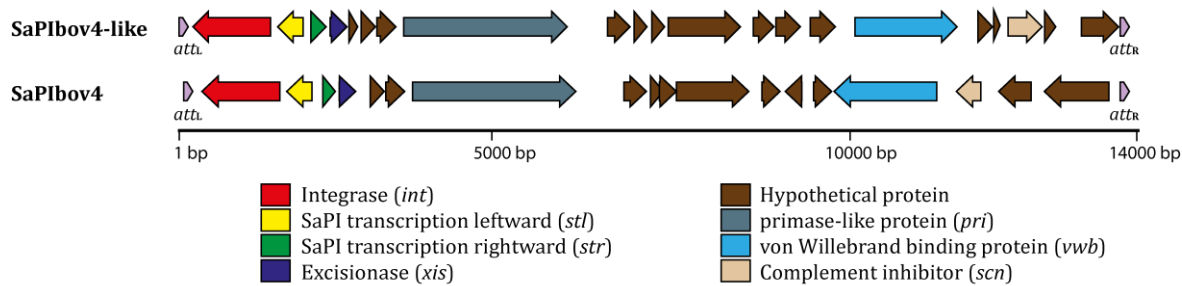 SaPIbov4-like
attL
attR
SaPIbov4
attL
attR
1 bp
5000 bp
10000 bp
14000 bp
Integrase (int)
SaPI transcription leftward (stl)
SaPI transcription rightward (str)
Excisionase (xis)
Hypothetical protein
primase-like protein (pri)
von Willebrand binding protein (vwb)
Complement inhibitor (scn)